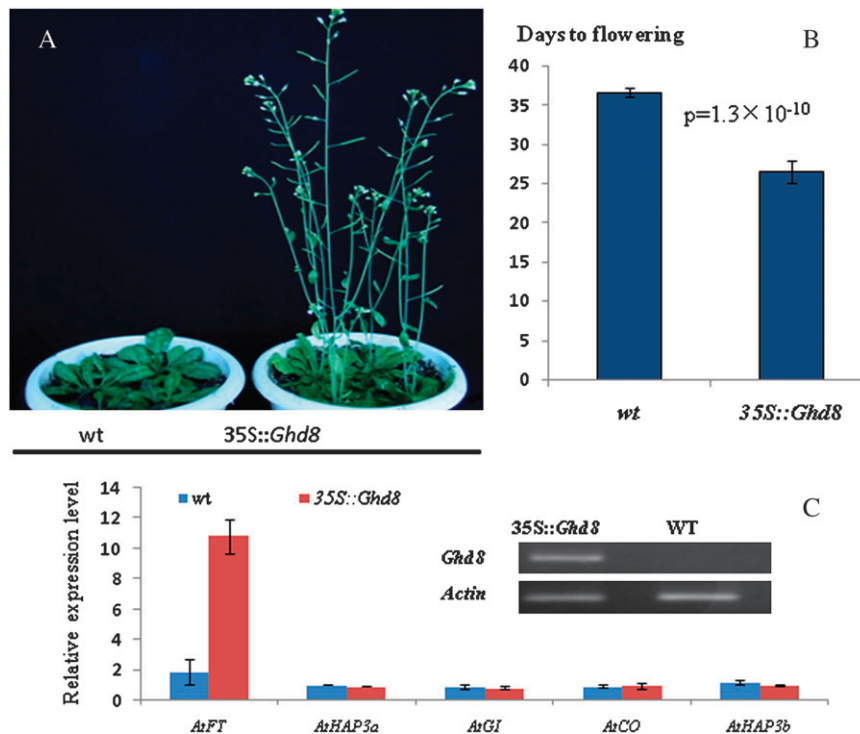 A
wt 35S::Ghd8
Days to flowering
B
40
35
30
25
20
15
10
5
0
p=1.3×10-10
wt 35S::Ghd8
C
wt 35S::Ghd8
Relative expression level
14
12
10
8
6
4
2
0
AtFT AtHAP3a AtGI AtCO AtHAP3b
35S::Ghd8 WT
Ghd8
Actin